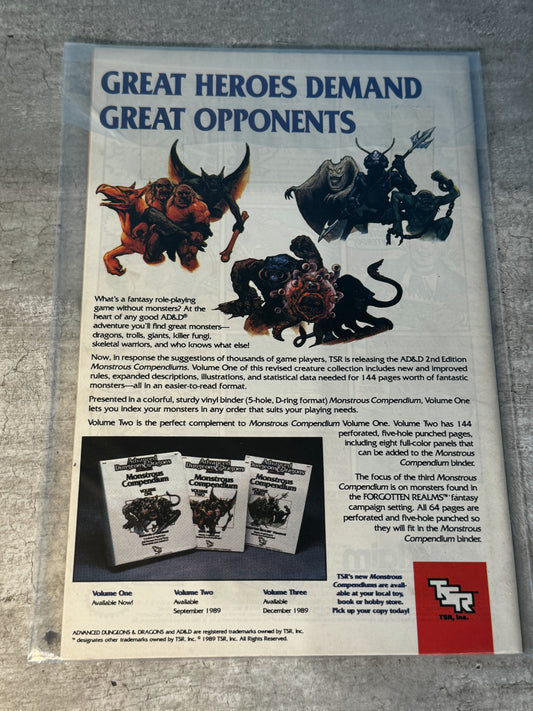 GREAT HEROES DEMAND
GREAT OPPONENTS
What's a fantasy role-playing
game without monsters? At the
heart of any good AD&D®
adventure you'll find great monsters—
dragons, trolls, giants, killer fungi,
skeletal warriors, and who knows what else!
Now, in response the suggestions of thousands of game players, TSR is releasing the AD&D 2nd Edition
Monstrous Compendiums. Volume One of this revised creature collection includes new and improved
rules, expanded descriptions, illustrations, and statistical data needed for 144 pages worth of fantastic
monsters—all in an easier-to-read format.
Presented in a colorful, sturdy vinyl binder (5-hole, D-ring format) Monstrous Compendium, Volume One
lets you index your monsters in any order that suits your playing needs.
Volume Two is the perfect complement to Monstrous Compendium Volume One. Volume Two has 144
perforated, five-hole punched pages,
including eight full-color panels that
can be added to the Monstrous
Compendium binder.
The focus of the third Monstrous
Compendium is on monsters found in
the FORGOTTEN REALMS™ fantasy
campaign setting. All 64 pages are
perforated and five-hole punched so
they will fit in the Monstrous
Compendium binder.
Advanced
Dungeons & Dragons
Monstrous
Compendium
Advanced
Dungeons & Dragons
Monstrous
Compendium
Advanced
Dungeons & Dragons
Monstrous
Compendium
Volume One
Available Now!
Volume Two
Available
September 1989
Volume Three
Available
December 1989
TSR's new Monstrous
Compendiums are avail-
able at your local toy,
book or hobby store.
Pick up your copy today!
TSR
TSR, Inc.
ADVANCED DUNGEONS & DRAGONS and AD&D are registered trademarks owned by TSR, Inc.
™ designates other trademarks owned by TSR, Inc. © 1989 TSR, Inc. All Rights Reserved.